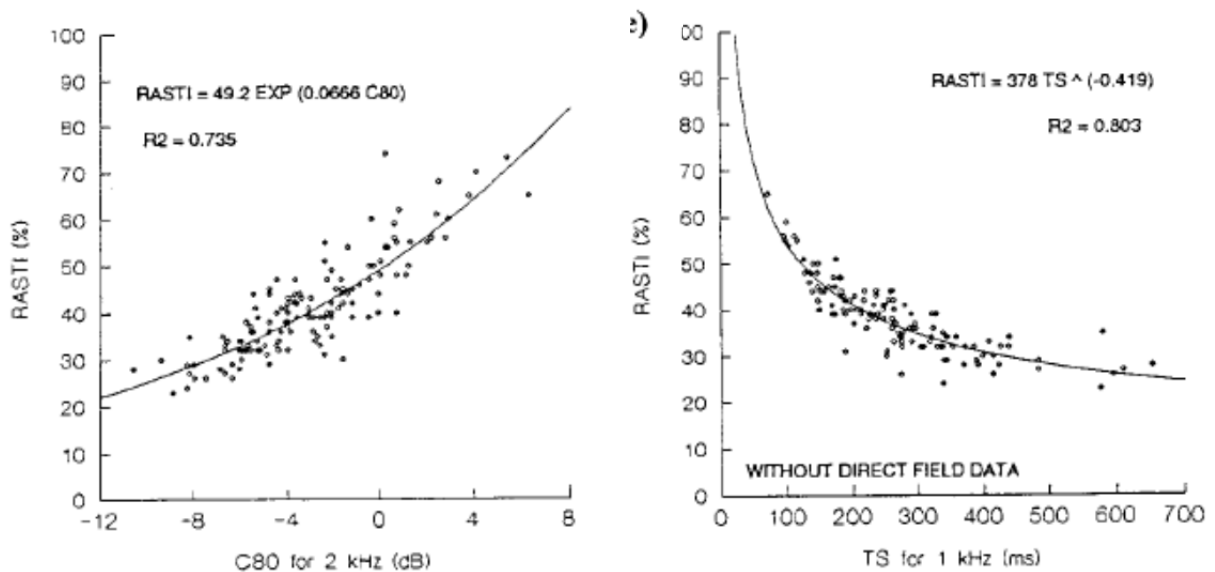 100
90
80
70
60
50
40
30
20
10
0
RASTI (%)
RASTI = 49.2 EXP (0.0666 C80)
R2 = 0.735
-12 -8 -4 0 4 8
C80 for 2 kHz (dB)
e)
00
90
80
70
60
50
40
30
20
10
0
RASTI (%)
RASTI = 378 TS ^ (-0.419)
R2 = 0.803
WITHOUT DIRECT FIELD DATA
0 100 200 300 400 500 600 700
TS for 1 kHz (ms)